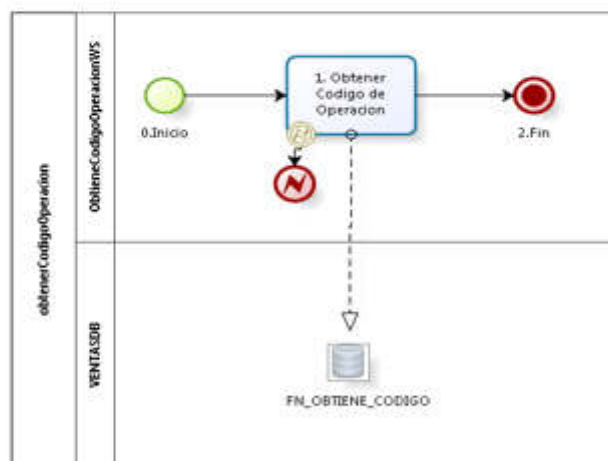 obtenerCodigoOperacion
ObtieneCodigoOperacionWS
1. Obtener
Codigo de
Operacion
0.Inicio
2.Fin
VENTASDB
FN_OBTIENE_CODIGO